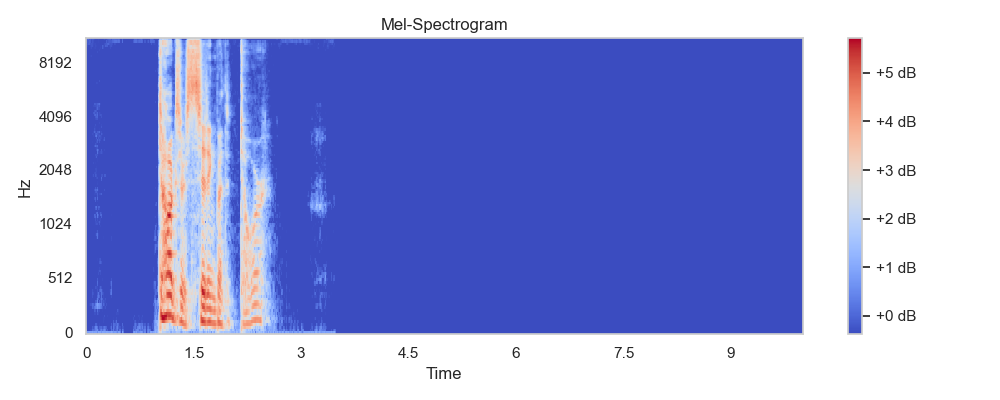 Mel-Spectrogram
8192
4096
2048
1024
512
0
Hz
0 1.5 3 4.5 6 7.5 9
Time
+5 dB
+4 dB
+3 dB
+2 dB
+1 dB
+0 dB